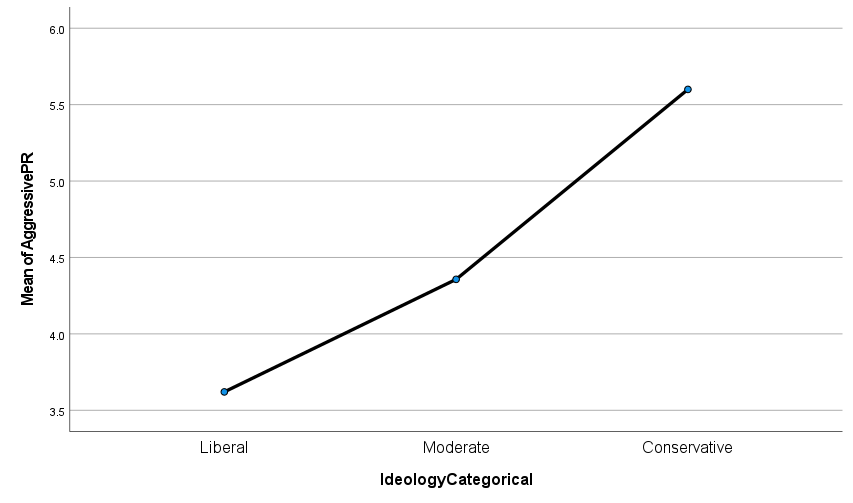 Mean of AggressivePR
6.0
5.5
5.0
4.5
4.0
3.5
Liberal Moderate Conservative
IdeologyCategorical